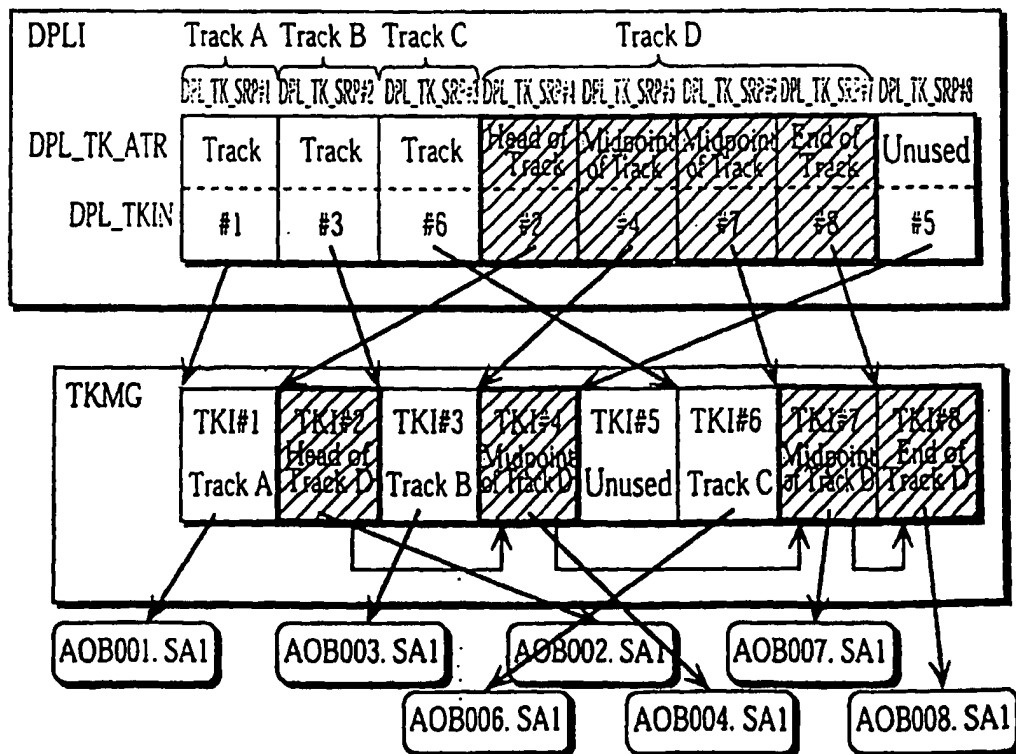 DPLI
Track A Track B Track C Track D
DPL_TK_SRP#1 DPL_TK_SRP#2 DPL_TK_SRP#3 DPL_TK_SRP#4 DPL_TK_SRP#5 DPL_TK_SRP#6 DPL_TK_SRP#7 DPL_TK_SRP#8
DPL_TK_ATR
Track Track Track Head of Track Midpoint of Track Midpoint of Track End of Track Unused
DPL_TKIN
#1 #3 #6 #2 #4 #7 #8 #5
TKMG
TKI#1 TKI#2 TKI#3 TKI#4 TKI#5 TKI#6 TKI#7 TKI#8
Track A Head of Track D Track B Midpoint of Track D Unused Track C Midpoint of Track D End of Track D
AOB001. SA1 AOB003. SA1 AOB002. SA1 AOB007. SA1
AOB006. SA1 AOB004. SA1 AOB008. SA1